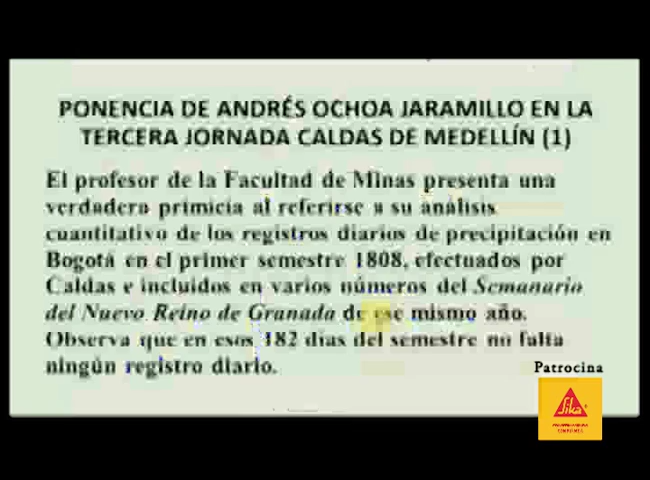 PONENCIA DE ANDRÉS OCHOA JARAMILLO EN LA
TERCERA JORNADA CALDAS DE MEDELLÍN (1)
El profesor de la Facultad de Minas presenta una
verdadera primicia al referirse a su análisis
cuantitativo de los registros diarios de precipitación en
Bogotá en el primer semestre 1808, efectuados por
Caldas e incluidos en varios números del Semanario
del Nuevo Reino de Granada de ese mismo año.
Observa que en esos 182 días del semestre no falta
ningún registro diario.
Patrocina
Sika